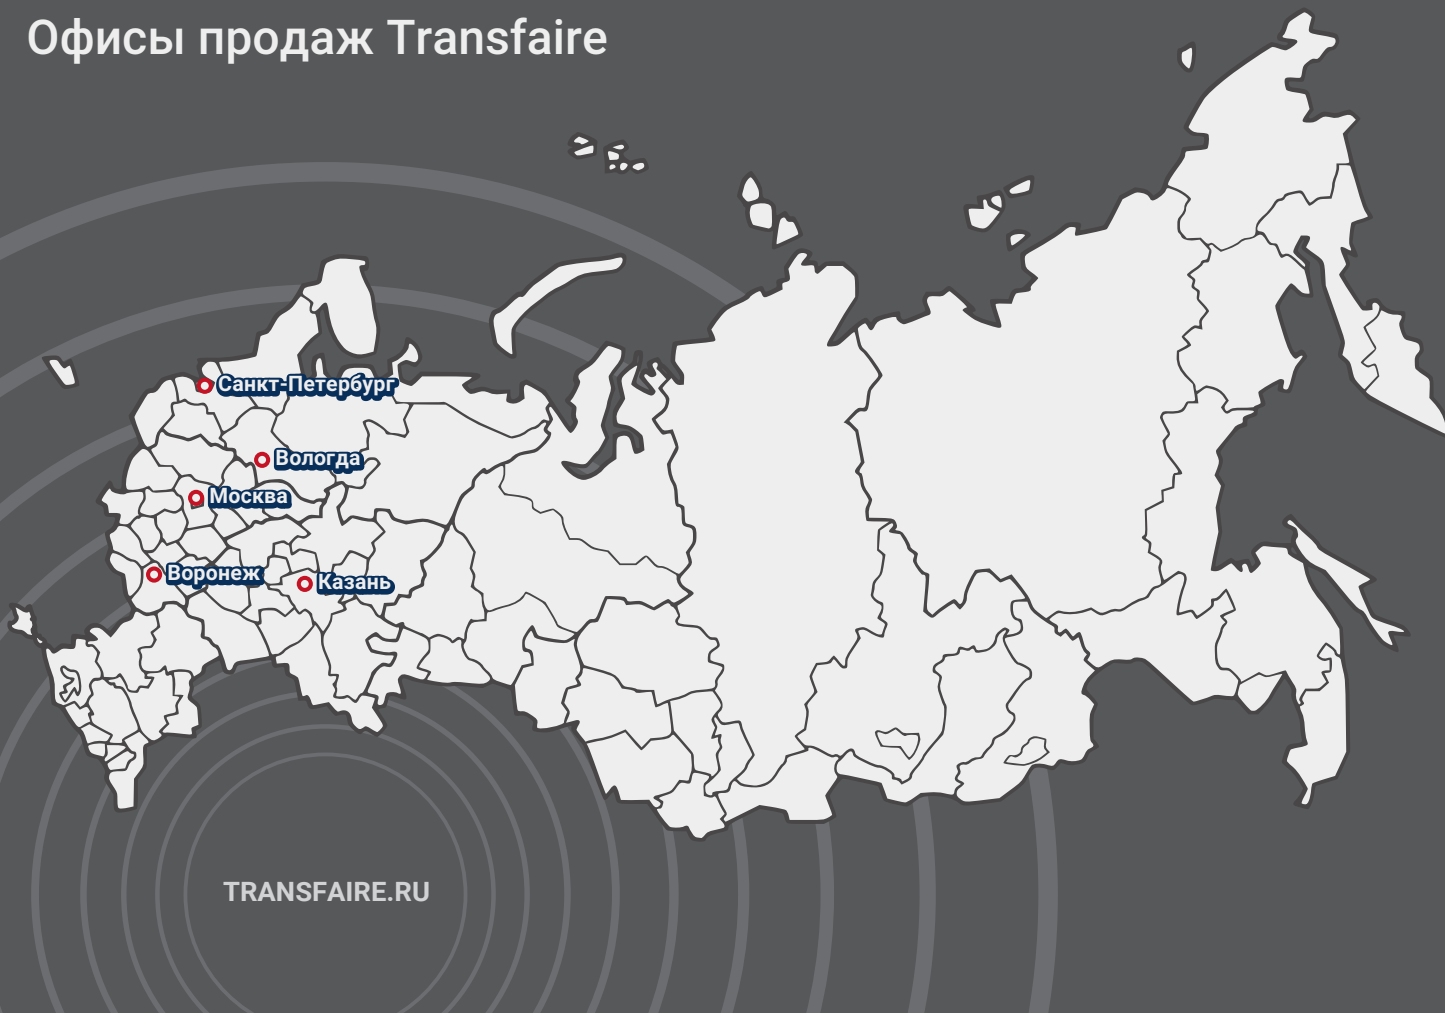 Офисы продаж Transfaire
Санкт-Петербург
Вологда
Москва
Воронеж
Казань
TRANSFAIRE.RU